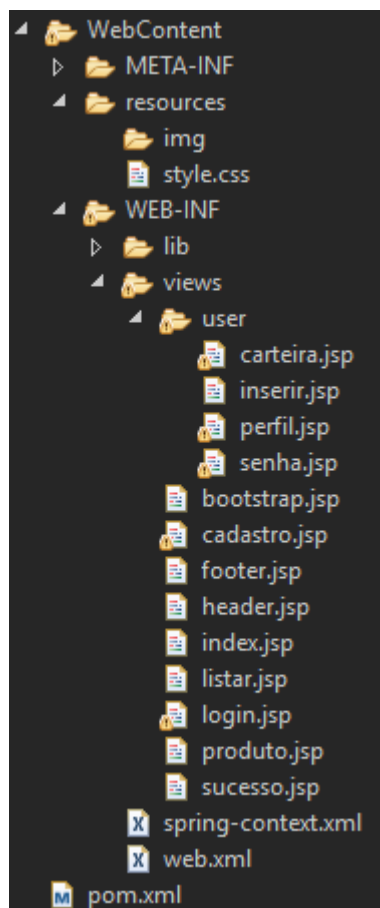 WebContent
META-INF
resources
img
style.css
WEB-INF
lib
views
user
carteira.jsp
inserir.jsp
perfil.jsp
senha.jsp
bootstrap.jsp
cadastro.jsp
footer.jsp
header.jsp
index.jsp
listar.jsp
login.jsp
produto.jsp
sucesso.jsp
spring-context.xml
web.xml
pom.xml